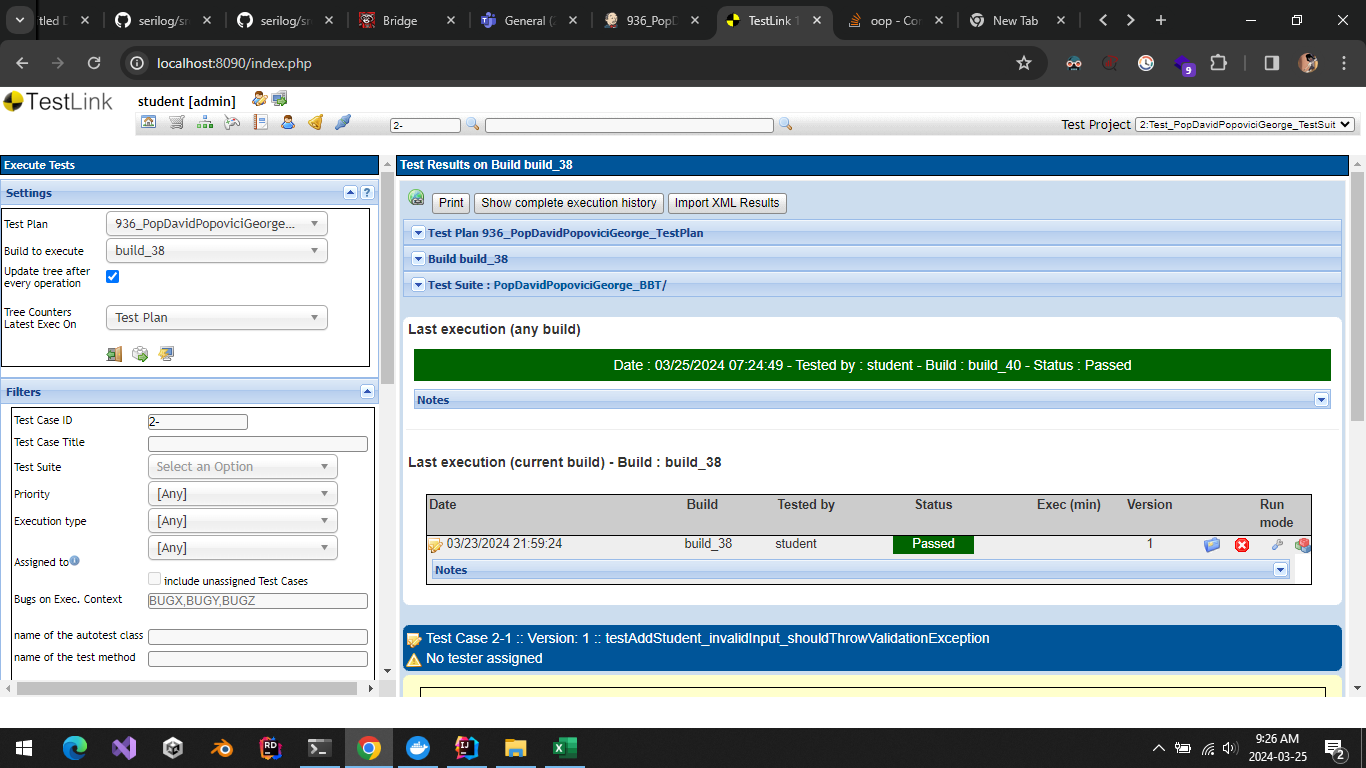 tled D
serilog/s
serilog/s
Bridge
General (
936_Pop
TestLink
oop - Co
New Tab
localhost:8090/index.php
9
TestLink
student [admin]
2-
Test Project
2:Test_PopDavidPopoviciGeorge_TestSuit
Execute Tests
Settings
?
Test Plan
936_PopDavidPopoviciGeorge...
Build to execute
build_38
Update tree after
every operation
Tree Counters
Latest Exec On
Test Plan
Filters
Test Case ID
2-
Test Case Title
Test Suite
Select an Option
Priority
[Any]
Execution type
[Any]
[Any]
Assigned to
include unassigned Test Cases
Bugs on Exec. Context
BUGX,BUGY,BUGZ
name of the autotest class
name of the test method
Test Results on Build build_38
Print
Show complete execution history
Import XML Results
Test Plan 936_PopDavidPopoviciGeorge_TestPlan
Build build_38
Test Suite : PopDavidPopoviciGeorge_BBT/
Last execution (any build)
Date : 03/25/2024 07:24:49 - Tested by : student - Build : build_40 - Status : Passed
Notes
Last execution (current build) - Build : build_38
Date Build Tested by Status Exec (min) Version Run
mode
03/23/2024 21:59:24 build_38 student Passed 1
Notes
Test Case 2-1 :: Version: 1 :: testAddStudent_invalidInput_shouldThrowValidationException
No tester assigned
RD
9:26 AM
2024-03-25
2